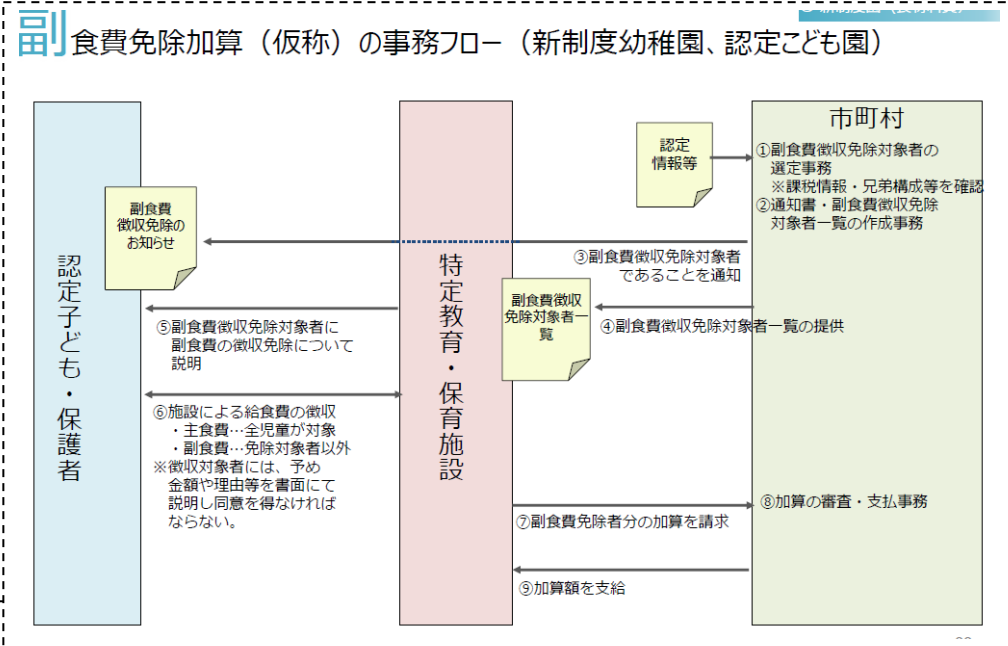 副食費免除加算（仮称）の事務フロー（新制度幼稚園、認定こども園）
認定子ども・保護者
副食費
徴収免除の
お知らせ
特定教育・保育施設
認定
情報等
市町村
①副食費徴収免除対象者の
選定事務
※課税情報・兄弟構成等を確認
②通知書・副食費徴収免除
対象者一覧の作成事務
③副食費徴収免除対象者
であることを通知
副食費徴収
免除対象者一
覧
④副食費徴収免除対象者一覧の提供
⑤副食費徴収免除対象者に
副食費の徴収免除について
説明
⑥施設による給食費の徴収
・主食費…全児童が対象
・副食費…免除対象者以外
※徴収対象者には、予め
金額や理由等を書面にて
説明し同意を得なければ
ならない。
⑦副食費免除者分の加算を請求
⑧加算の審査・支払事務
⑨加算額を支給